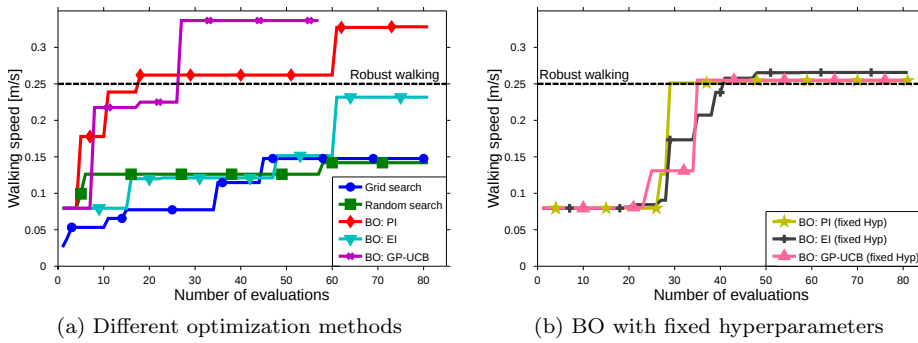 Walking speed [m/s]
0.3
0.25
0.2
0.15
0.1
0.05
0
Robust walking
Grid search
Random search
BO: PI
BO: EI
BO: GP-UCB
0 10 20 30 40 50 60 70 80
Number of evaluations
(a) Different optimization methods
Walking speed [m/s]
0.3
0.25
0.2
0.15
0.1
0.05
0
Robust walking
BO: PI (fixed Hyp)
BO: EI (fixed Hyp)
BO: GP-UCB (fixed Hyp)
0 10 20 30 40 50 60 70 80
Number of evaluations
(b) BO with fixed hyperparameters